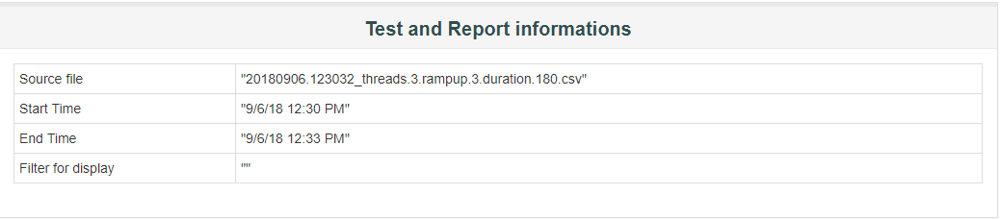 Test and Report informations
Source file "20180906.123032_threads.3.rampup.3.duration.180.csv"
Start Time "9/6/18 12:30 PM"
End Time "9/6/18 12:33 PM"
Filter for display ""